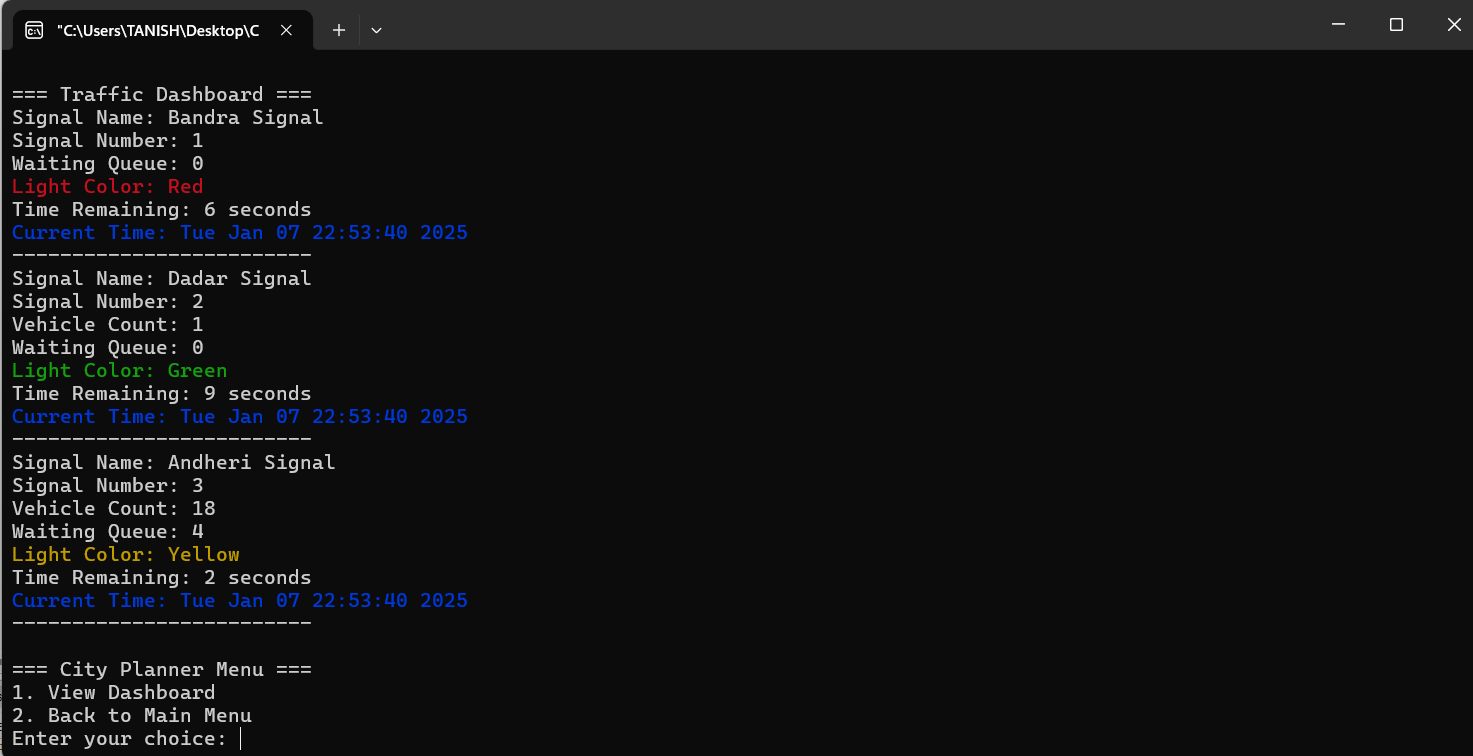 "C:\Users\TANISH\Desktop\C
=== Traffic Dashboard ===
Signal Name: Bandra Signal
Signal Number: 1
Waiting Queue: 0
Light Color: Red
Time Remaining: 6 seconds
Current Time: Tue Jan 07 22:53:40 2025
-------------------------
Signal Name: Dadar Signal
Signal Number: 2
Vehicle Count: 1
Waiting Queue: 0
Light Color: Green
Time Remaining: 9 seconds
Current Time: Tue Jan 07 22:53:40 2025
-------------------------
Signal Name: Andheri Signal
Signal Number: 3
Vehicle Count: 18
Waiting Queue: 4
Light Color: Yellow
Time Remaining: 2 seconds
Current Time: Tue Jan 07 22:53:40 2025
-------------------------
=== City Planner Menu ===
1. View Dashboard
2. Back to Main Menu
Enter your choice: